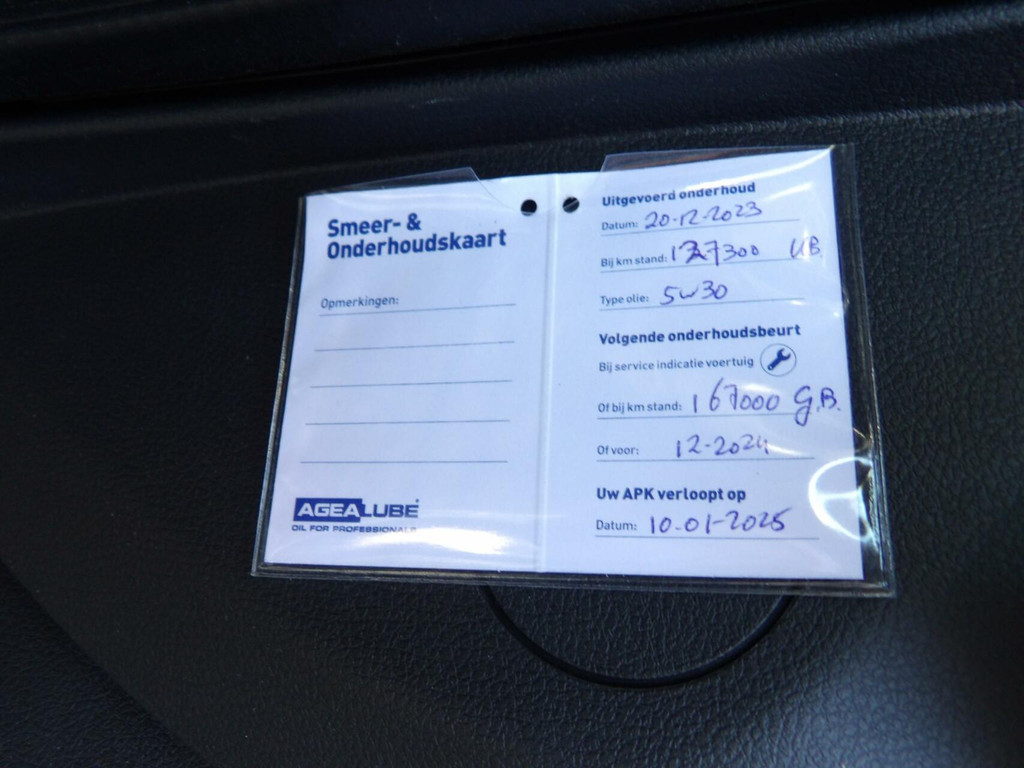 Smeer- &
Onderhoudskaart
Opmerkingen:
AGEALUBE
OIL FOR PROFESSIONALS
Uitgevoerd onderhoud
Datum: 20-12-2023
Bij km stand:
Type olie: 5w30
Volgende onderhoudsbeurt
Bij service indicatie voertuig
Of bij km stand: 167000 G.B.
Of voor: 12-2024
Uw APK verloopt op
Datum: 10-01-2025